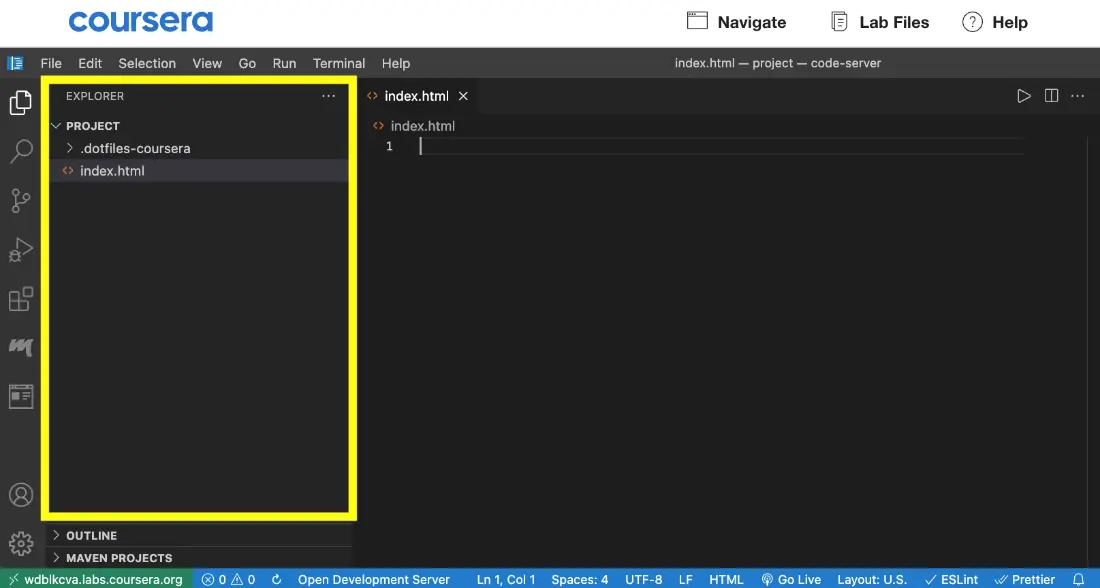 coursera Navigate Lab Files ? Help
File Edit Selection View Go Run Terminal Help index.html — project — code-server
EXPLORER ··· <> index.html × ···
PROJECT <> index.html
> .dotfiles-coursera 1
<> index.html
> OUTLINE
> MAVEN PROJECTS
wdblkcva.labs.coursera.org 0 0 Open Development Server Ln 1, Col 1 Spaces: 4 UTF-8 LF HTML Go Live Layout: U.S. ESLint Prettier